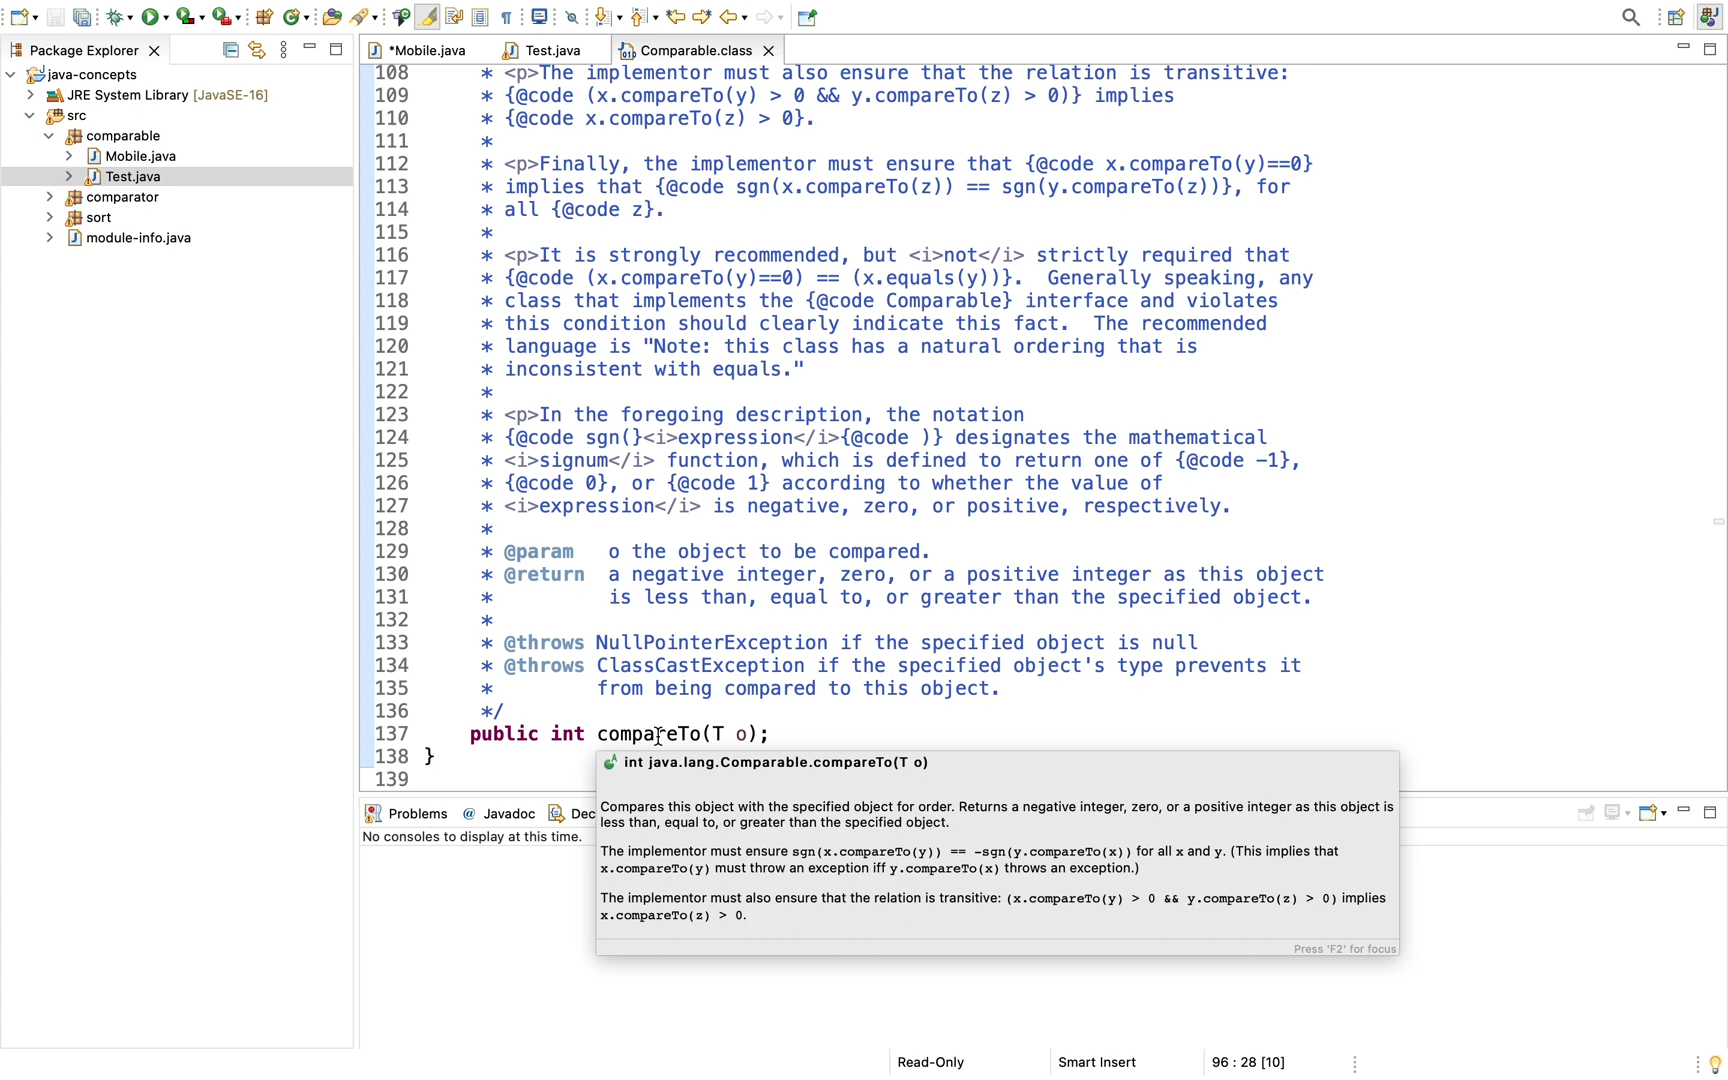 Package Explorer
*Mobile.java
Test.java
Comparable.class
java-concepts
JRE System Library [JavaSE-16]
src
comparable
Mobile.java
Test.java
comparator
sort
module-info.java
108 * <p>The implementor must also ensure that the relation is transitive:
109 * {@code (x.compareTo(y) > 0 && y.compareTo(z) > 0)} implies
110 * {@code x.compareTo(z) > 0}.
111 *
112 * <p>Finally, the implementor must ensure that {@code x.compareTo(y)==0}
113 * implies that {@code sgn(x.compareTo(z)) == sgn(y.compareTo(z))}, for
114 * all {@code z}.
115 *
116 * <p>It is strongly recommended, but <i>not</i> strictly required that
117 * {@code (x.compareTo(y)==0) == (x.equals(y))}.  Generally speaking, any
118 * class that implements the {@code Comparable} interface and violates
119 * this condition should clearly indicate this fact.  The recommended
120 * language is "Note: this class has a natural ordering that is
121 * inconsistent with equals."
122 *
123 * <p>In the foregoing description, the notation
124 * {@code sgn(}<i>expression</i>{@code )} designates the mathematical
125 * <i>signum</i> function, which is defined to return one of {@code -1},
126 * {@code 0}, or {@code 1} according to whether the value of
127 * <i>expression</i> is negative, zero, or positive, respectively.
128 *
129 * @param   o the object to be compared.
130 * @return  a negative integer, zero, or a positive integer as this object
131 *          is less than, equal to, or greater than the specified object.
132 *
133 * @throws NullPointerException if the specified object is null
134 * @throws ClassCastException if the specified object's type prevents it
135 *         from being compared to this object.
136 */
137 public int compareTo(T o);
138 }
139
int java.lang.Comparable.compareTo(T o)
Compares this object with the specified object for order. Returns a negative integer, zero, or a positive integer as this object is
less than, equal to, or greater than the specified object.
The implementor must ensure sgn(x.compareTo(y)) == -sgn(y.compareTo(x)) for all x and y. (This implies that
x.compareTo(y) must throw an exception iff y.compareTo(x) throws an exception.)
The implementor must also ensure that the relation is transitive: (x.compareTo(y) > 0 && y.compareTo(z) > 0) implies
x.compareTo(z) > 0.
Press 'F2' for focus
Problems
@ Javadoc
Dec
No consoles to display at this time.
Read-Only
Smart Insert
96 : 28 [10]